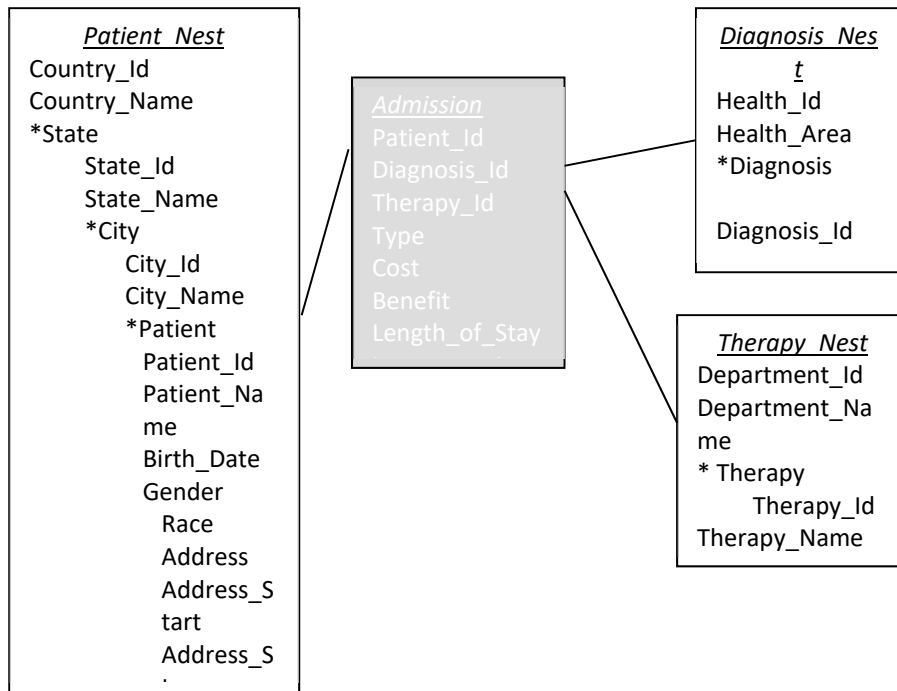 Patient_Nest
Country_Id
Country_Name
*State
State_Id
State_Name
*City
City_Id
City_Name
*Patient
Patient_Id
Patient_Na
me
Birth_Date
Gender
Race
Address
Address_S
tart
Address_S
Admission
Patient_Id
Diagnosis_Id
Therapy_Id
Type
Cost
Benefit
Length_of_Stay
Diagnosis_Nes
t
Health_Id
Health_Area
*Diagnosis
Diagnosis_Id
Therapy_Nest
Department_Id
Department_Na
me
* Therapy
Therapy_Id
Therapy_Name